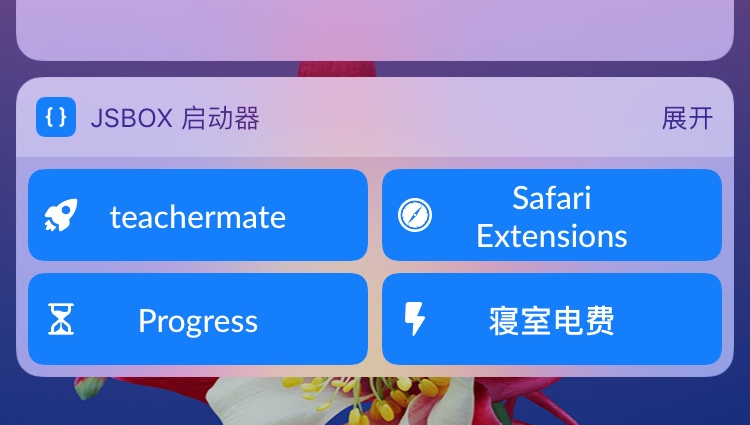 JSBOX 启动器
展开
teachermate
Safari
Extensions
Progress
寝室电费